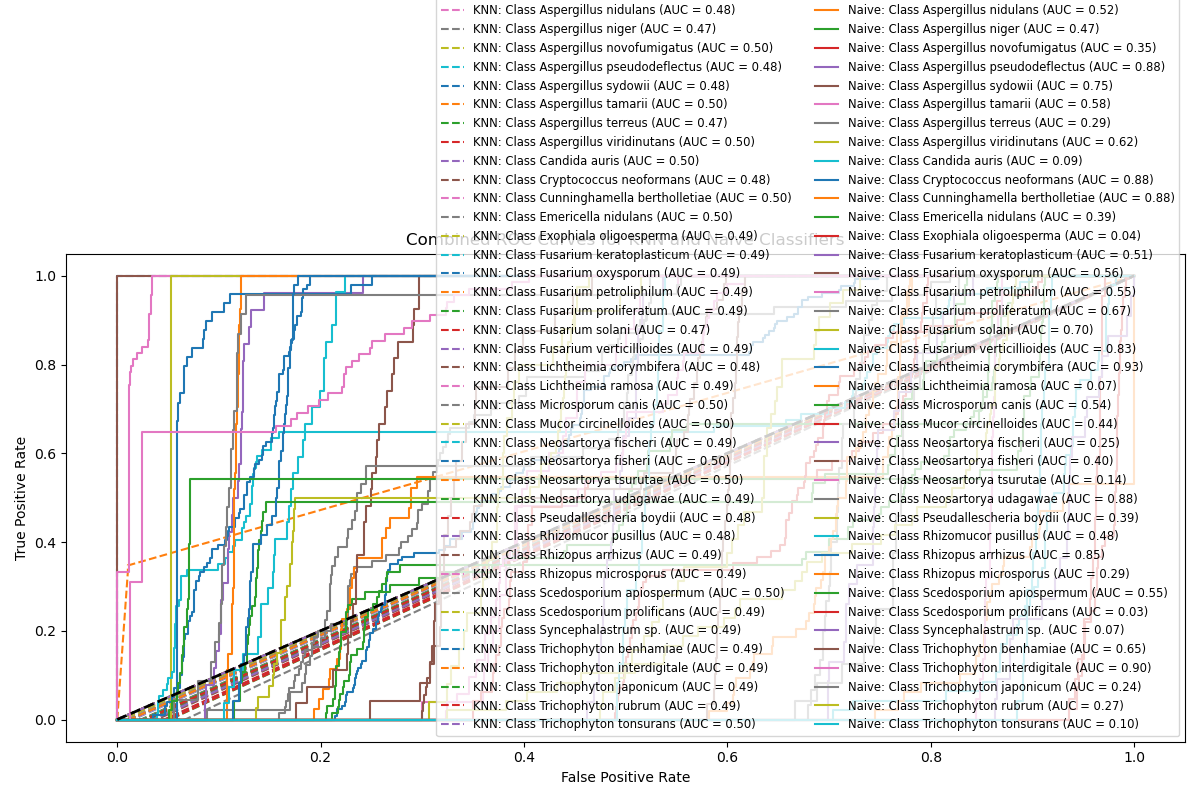 KNN: Class Aspergillus nidulans (AUC = 0.48)
KNN: Class Aspergillus niger (AUC = 0.47)
KNN: Class Aspergillus novofumigatus (AUC = 0.50)
KNN: Class Aspergillus pseudodeflectus (AUC = 0.48)
KNN: Class Aspergillus sydowii (AUC = 0.48)
KNN: Class Aspergillus tamarii (AUC = 0.50)
KNN: Class Aspergillus terreus (AUC = 0.47)
KNN: Class Aspergillus viridinutans (AUC = 0.50)
KNN: Class Candida auris (AUC = 0.50)
KNN: Class Cryptococcus neoformans (AUC = 0.48)
KNN: Class Cunninghamella bertholletiae (AUC = 0.50)
KNN: Class Emericella nidulans (AUC = 0.50)
KNN: Class Exophiala oligoesperma (AUC = 0.49)
KNN: Class Fusarium keratoplasticum (AUC = 0.49)
KNN: Class Fusarium oxysporum (AUC = 0.49)
KNN: Class Fusarium petroliphilum (AUC = 0.49)
KNN: Class Fusarium proliferatum (AUC = 0.49)
KNN: Class Fusarium solani (AUC = 0.47)
KNN: Class Fusarium verticillioides (AUC = 0.49)
KNN: Class Lichtheimia corymbifera (AUC = 0.48)
KNN: Class Lichtheimia ramosa (AUC = 0.49)
KNN: Class Microsporum canis (AUC = 0.50)
KNN: Class Mucor circinelloides (AUC = 0.50)
KNN: Class Neosartorya fischeri (AUC = 0.49)
KNN: Class Neosartorya fisheri (AUC = 0.50)
KNN: Class Neosartorya tsurutae (AUC = 0.50)
KNN: Class Neosartorya udagawae (AUC = 0.49)
KNN: Class Pseudallescheria boydii (AUC = 0.48)
KNN: Class Rhizomucor pusillus (AUC = 0.48)
KNN: Class Rhizopus arrhizus (AUC = 0.49)
KNN: Class Rhizopus microsporus (AUC = 0.49)
KNN: Class Scedosporium apiospermum (AUC = 0.50)
KNN: Class Scedosporium prolificans (AUC = 0.49)
KNN: Class Syncephalastrum sp. (AUC = 0.49)
KNN: Class Trichophyton benhamiae (AUC = 0.49)
KNN: Class Trichophyton interdigitale (AUC = 0.49)
KNN: Class Trichophyton japonicum (AUC = 0.49)
KNN: Class Trichophyton rubrum (AUC = 0.49)
KNN: Class Trichophyton tonsurans (AUC = 0.50)
Naive: Class Aspergillus nidulans (AUC = 0.52)
Naive: Class Aspergillus niger (AUC = 0.47)
Naive: Class Aspergillus novofumigatus (AUC = 0.35)
Naive: Class Aspergillus pseudodeflectus (AUC = 0.88)
Naive: Class Aspergillus sydowii (AUC = 0.75)
Naive: Class Aspergillus tamarii (AUC = 0.58)
Naive: Class Aspergillus terreus (AUC = 0.29)
Naive: Class Aspergillus viridinutans (AUC = 0.62)
Naive: Class Candida auris (AUC = 0.09)
Naive: Class Cryptococcus neoformans (AUC = 0.88)
Naive: Class Cunninghamella bertholletiae (AUC = 0.88)
Naive: Class Emericella nidulans (AUC = 0.39)
Naive: Class Exophiala oligoesperma (AUC = 0.04)
Naive: Class Fusarium keratoplasticum (AUC = 0.51)
Naive: Class Fusarium oxysporum (AUC = 0.56)
Naive: Class Fusarium petroliphilum (AUC = 0.55)
Naive: Class Fusarium proliferatum (AUC = 0.67)
Naive: Class Fusarium solani (AUC = 0.70)
Naive: Class Fusarium verticillioides (AUC = 0.83)
Naive: Class Lichtheimia corymbifera (AUC = 0.93)
Naive: Class Lichtheimia ramosa (AUC = 0.07)
Naive: Class Microsporum canis (AUC = 0.54)
Naive: Class Mucor circinelloides (AUC = 0.44)
Naive: Class Neosartorya fischeri (AUC = 0.25)
Naive: Class Neosartorya fisheri (AUC = 0.40)
Naive: Class Neosartorya tsurutae (AUC = 0.14)
Naive: Class Neosartorya udagawae (AUC = 0.88)
Naive: Class Pseudallescheria boydii (AUC = 0.39)
Naive: Class Rhizomucor pusillus (AUC = 0.48)
Naive: Class Rhizopus arrhizus (AUC = 0.85)
Naive: Class Rhizopus microsporus (AUC = 0.29)
Naive: Class Scedosporium apiospermum (AUC = 0.55)
Naive: Class Scedosporium prolificans (AUC = 0.03)
Naive: Class Syncephalastrum sp. (AUC = 0.07)
Naive: Class Trichophyton benhamiae (AUC = 0.65)
Naive: Class Trichophyton interdigitale (AUC = 0.90)
Naive: Class Trichophyton japonicum (AUC = 0.24)
Naive: Class Trichophyton rubrum (AUC = 0.27)
Naive: Class Trichophyton tonsurans (AUC = 0.10)
Combined ROC Curves for KNN and Naive Classifiers
True Positive Rate
1.0
0.8
0.6
0.4
0.2
0.0
0.0 0.2 0.4 0.6 0.8 1.0
False Positive Rate